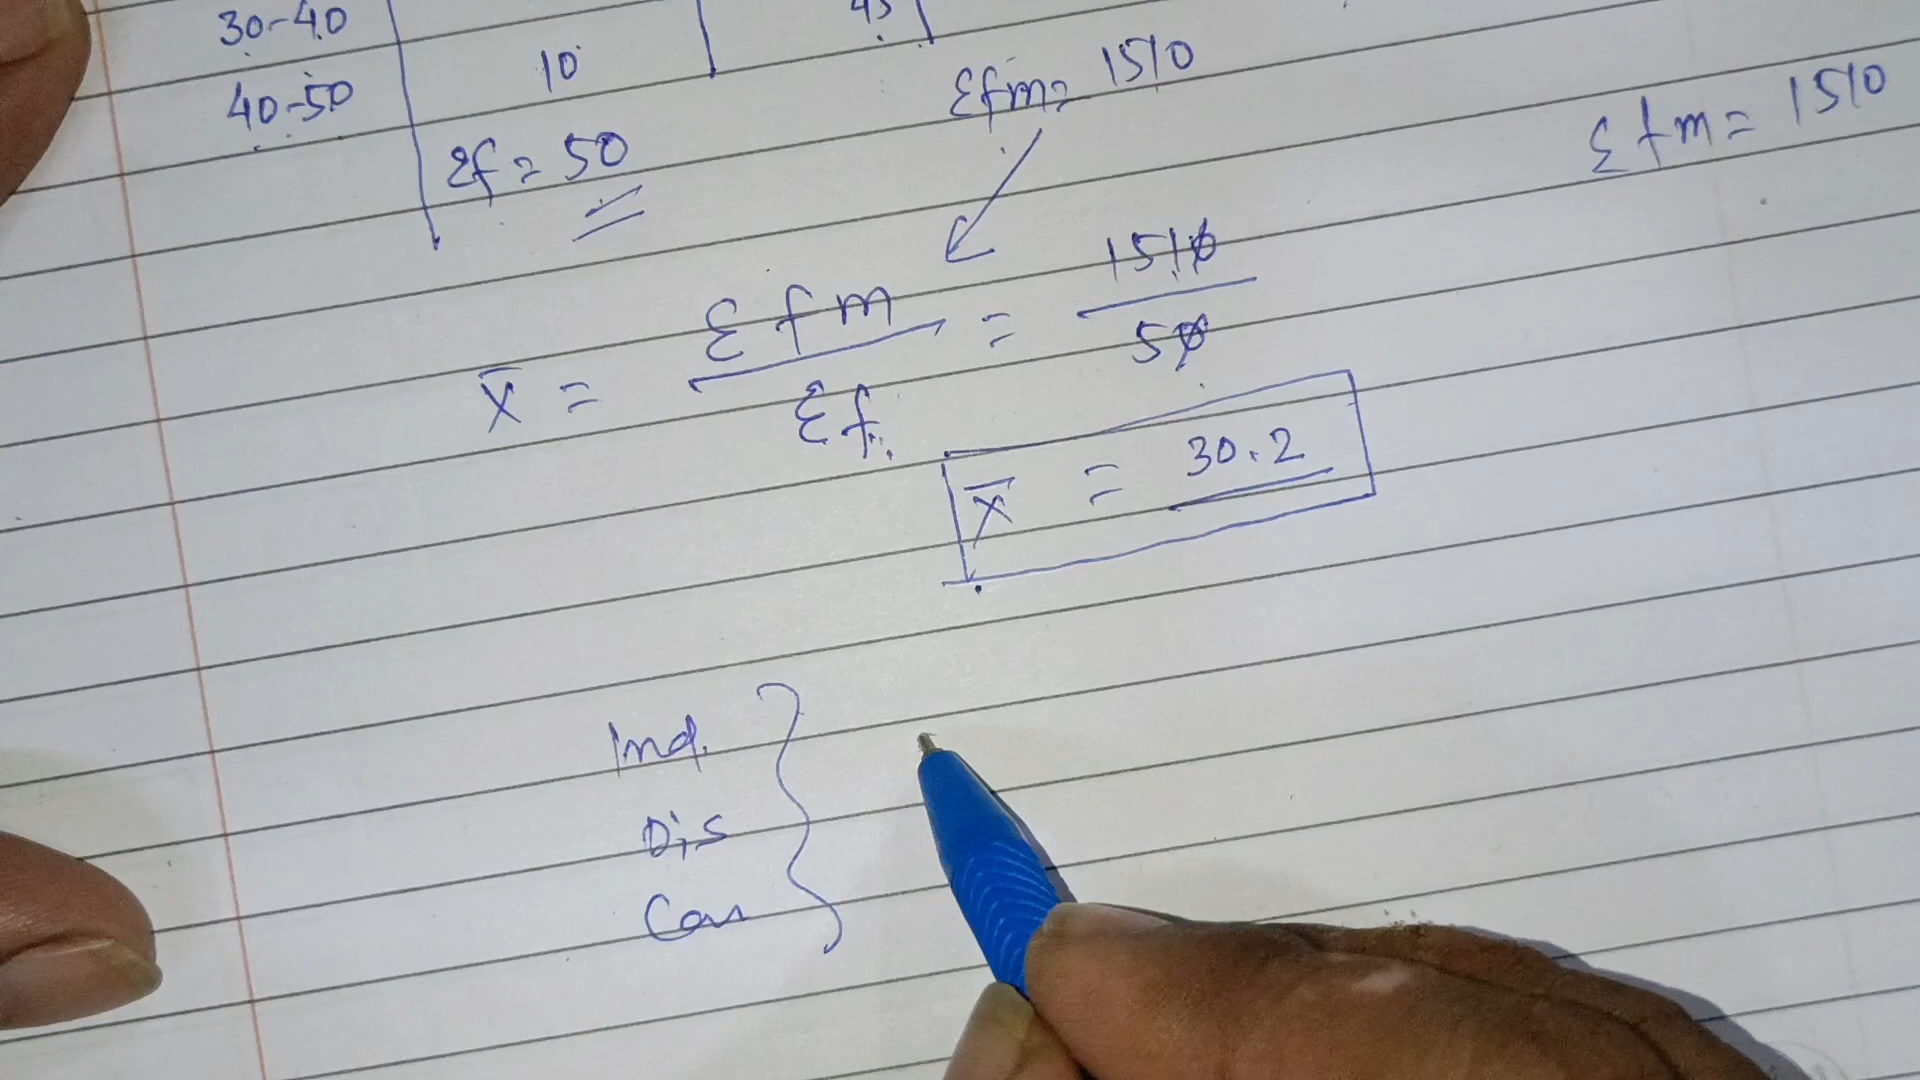 30-40 45
40-50 10 Σfm= 1510
Σf = 50 Σfm = 1510
x̄ = Σfm / Σf = 1510 / 50
x̄ = 30.2
Ind.
Dis
Con